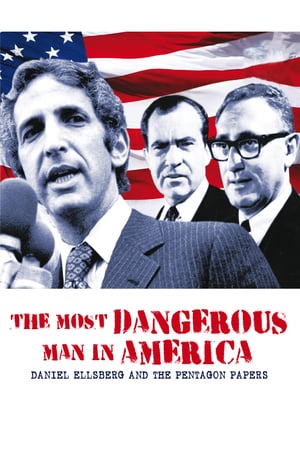 THE MOST DANGEROUS
MAN IN AMERICA
DANIEL ELLSBERG AND THE PENTAGON PAPERS